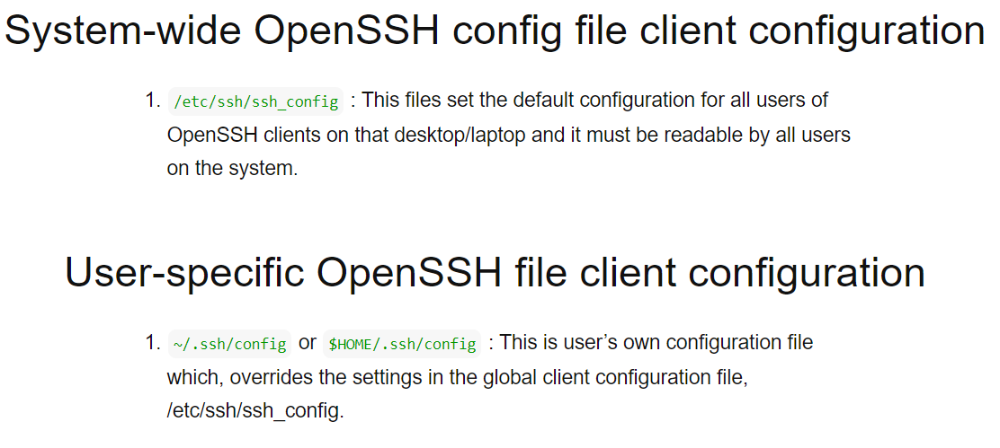 System-wide OpenSSH config file client configuration
1. /etc/ssh/ssh_config : This files set the default configuration for all users of
OpenSSH clients on that desktop/laptop and it must be readable by all users
on the system.
User-specific OpenSSH file client configuration
1. ~/.ssh/config or $HOME/.ssh/config : This is user’s own configuration file
which, overrides the settings in the global client configuration file,
/etc/ssh/ssh_config.